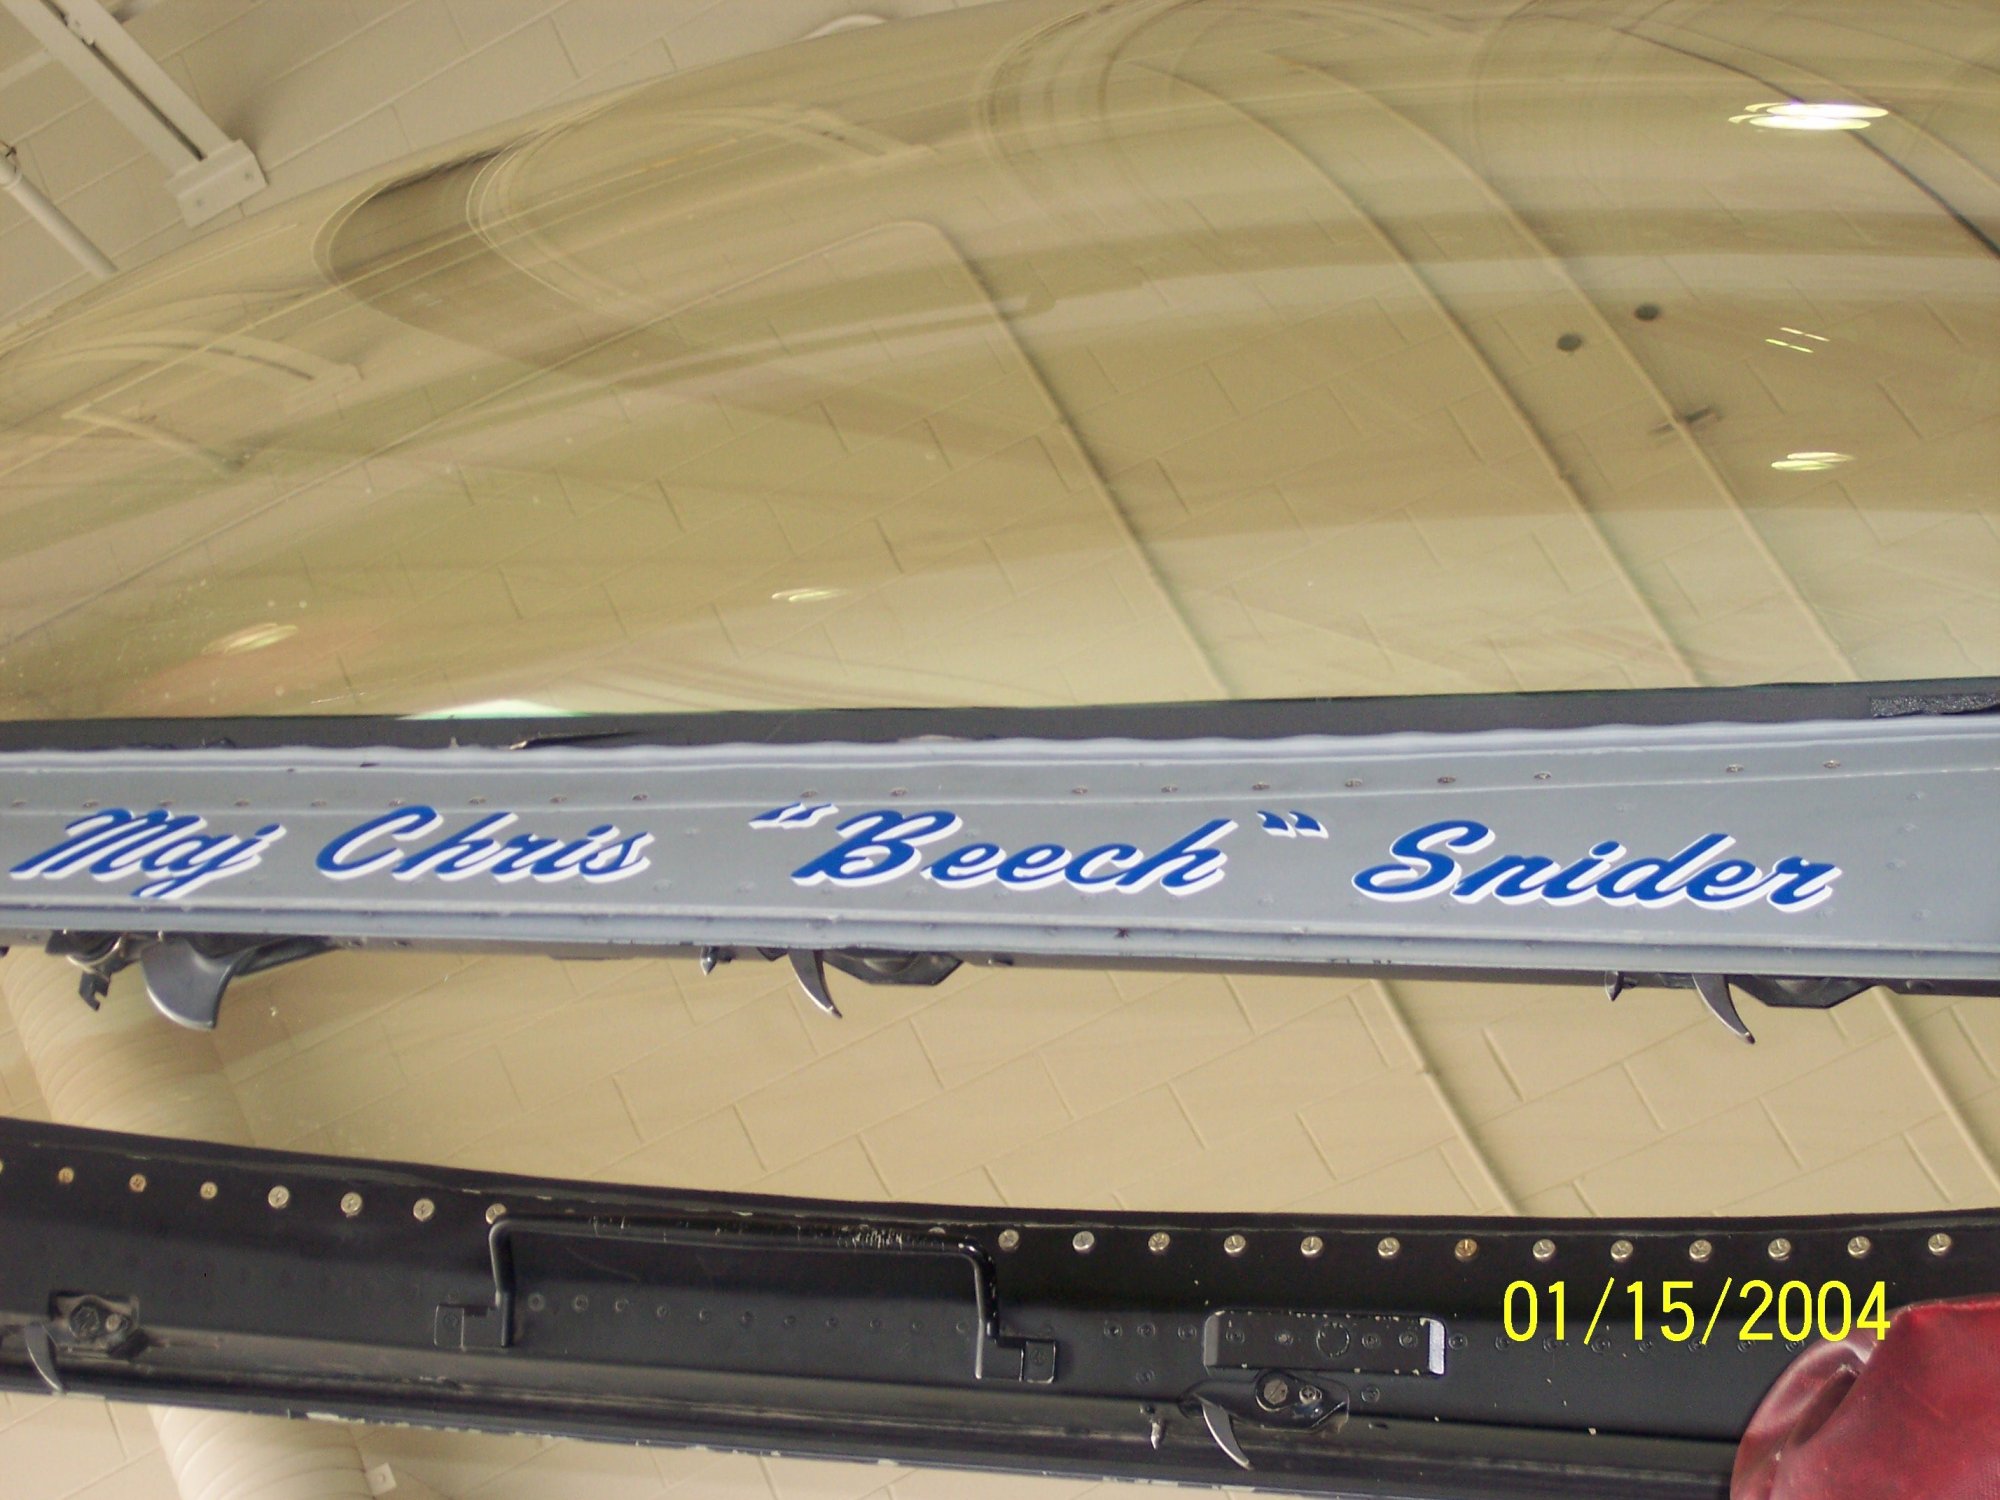 Maj Chris “Beech” Snider
01/15/2004